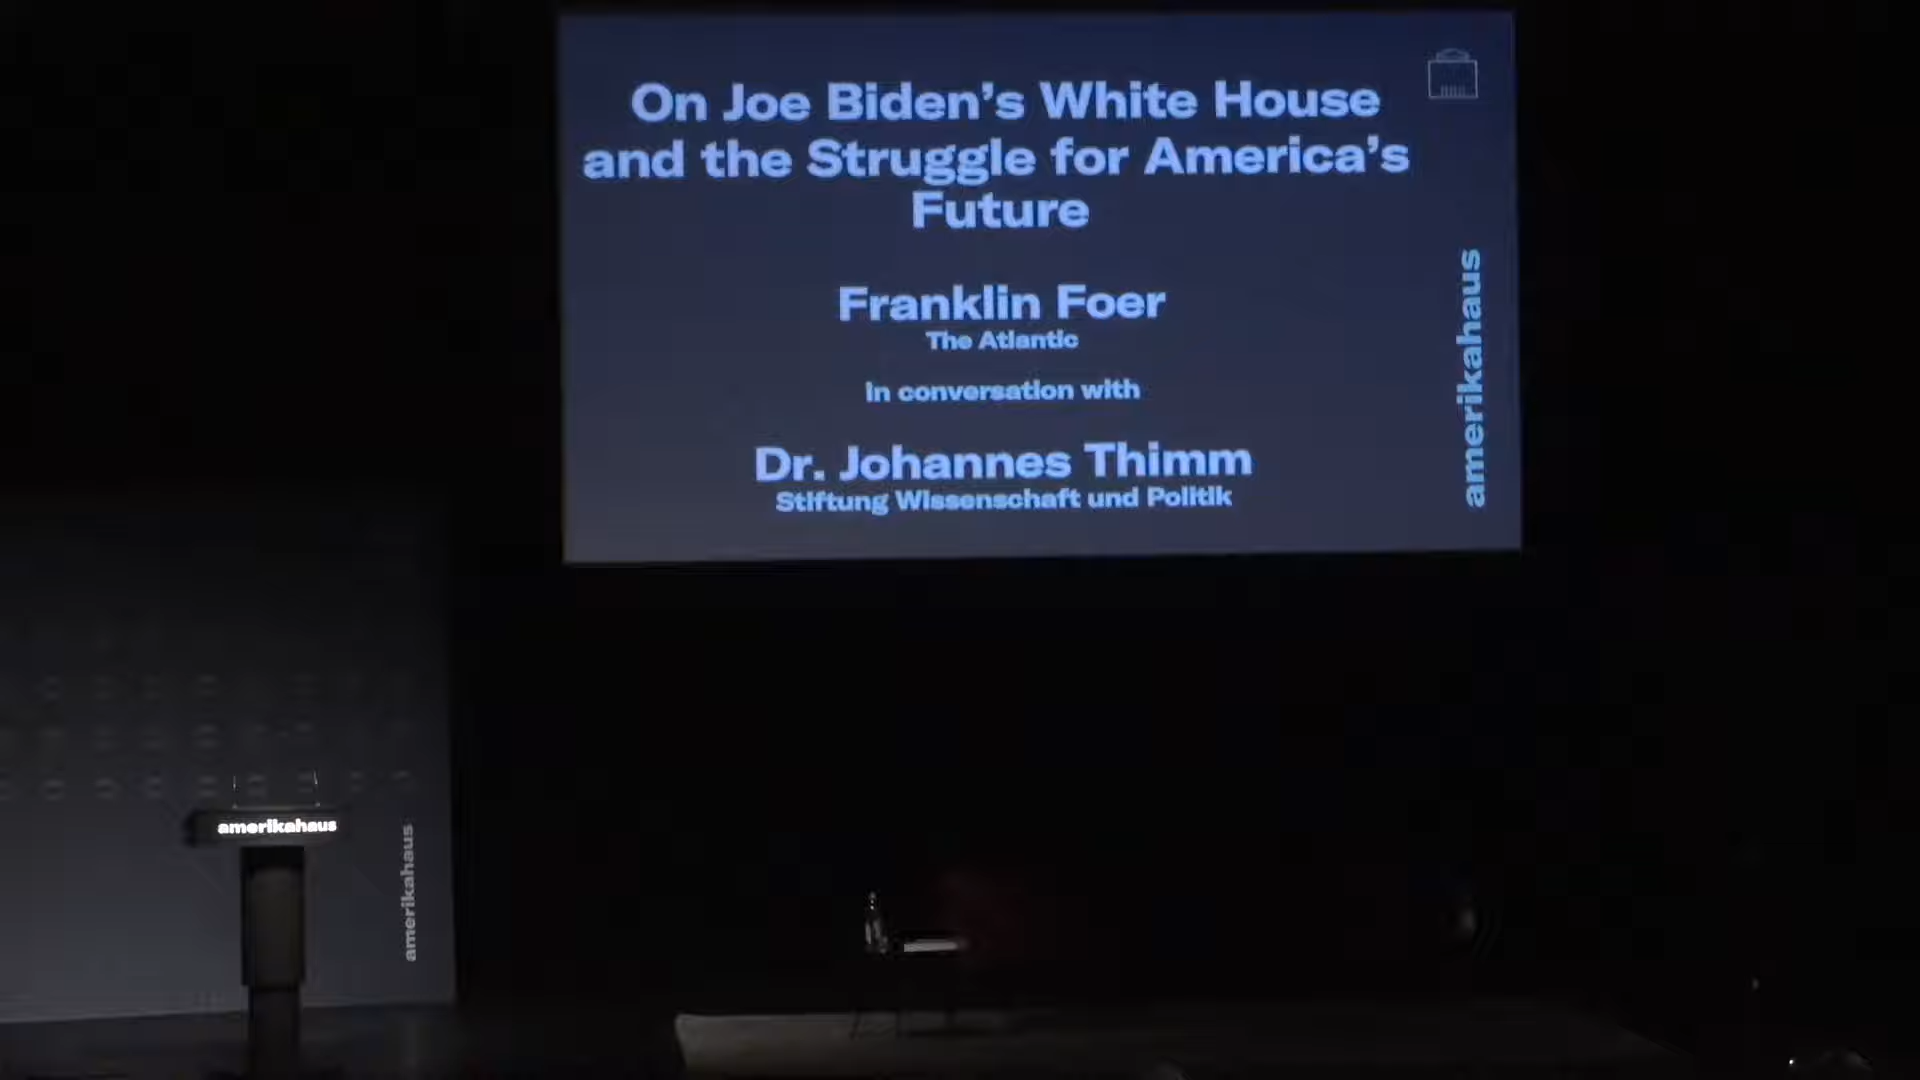 On Joe Biden’s White House
and the Struggle for America’s
Future
Franklin Foer
The Atlantic
In conversation with
Dr. Johannes Thimm
Stiftung Wissenschaft und Politik
amerikahaus
amerikahaus
amerikahaus